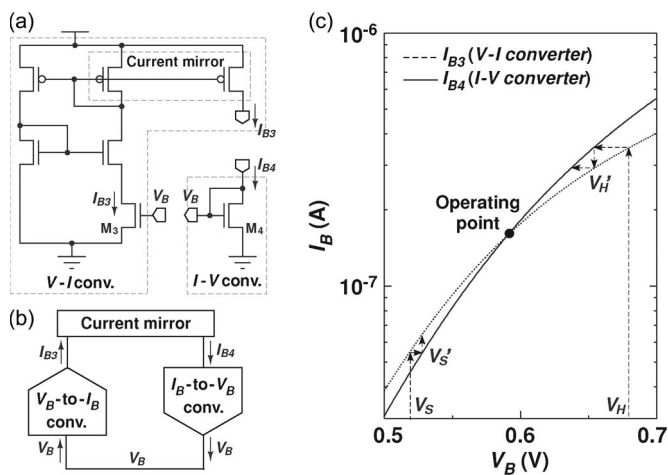 (a)
Current mirror
I_B3
I_B4
I_B3
V_B
V_B
M_3
M_4
V - I conv.
I - V conv.
(b)
Current mirror
I_B3
I_B4
V_B-to-I_B
conv.
I_B-to-V_B
conv.
V_B
V_B
V_B
(c)
10^-6
I_B3 (V-I converter)
I_B4 (I-V converter)
V_H'
Operating
point
I_B (A)
10^-7
V_S'
V_S
V_H
0.5
0.6
0.7
V_B (V)